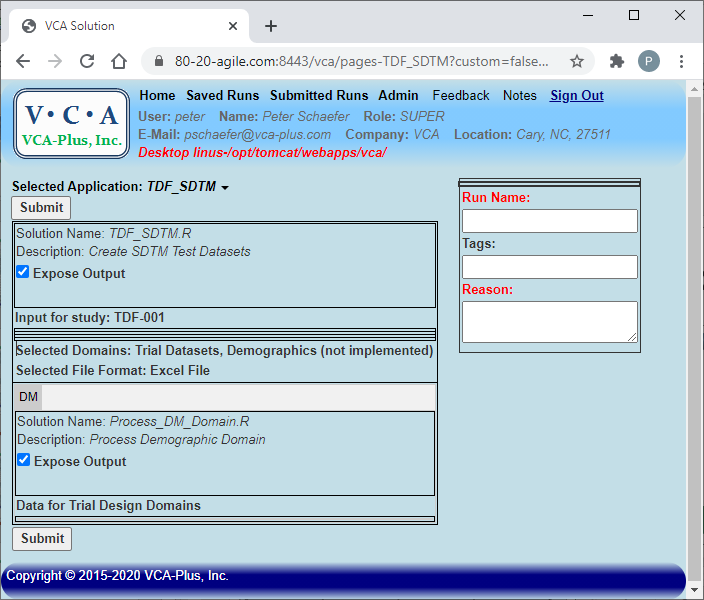 VCA Solution
80-20-agile.com:8443/vca/pages-TDF_SDTM?custom=false...
P
V·C·A
VCA-Plus, Inc.
Home Saved Runs Submitted Runs Admin Feedback Notes Sign Out
User: peter Name: Peter Schaefer Role: SUPER
E-Mail: pschaefer@vca-plus.com Company: VCA Location: Cary, NC, 27511
Desktop linus-/opt/tomcat/webapps/vca/
Selected Application: TDF_SDTM
Submit
Solution Name: TDF_SDTM.R
Description: Create SDTM Test Datasets
Expose Output
Input for study: TDF-001
Selected Domains: Trial Datasets, Demographics (not implemented)
Selected File Format: Excel File
DM
Solution Name: Process_DM_Domain.R
Description: Process Demographic Domain
Expose Output
Data for Trial Design Domains
Submit
Run Name:
Tags:
Reason:
Copyright © 2015-2020 VCA-Plus, Inc.